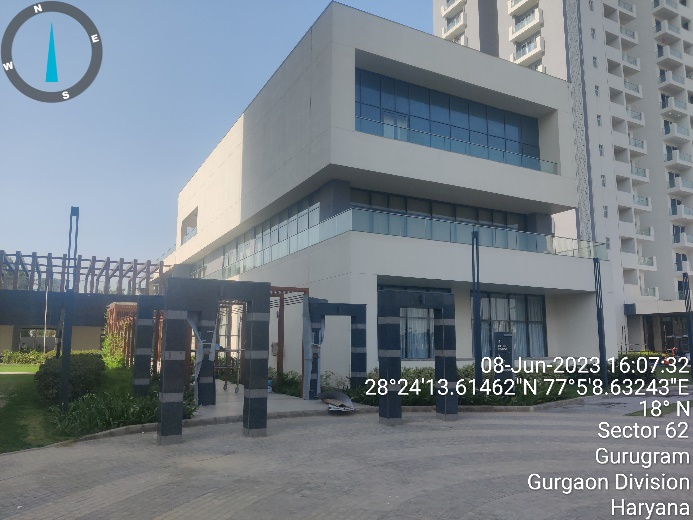 N
E
W
S
08-Jun-2023 16:07:32
28°24'13.61462"N 77°5'8.63243"E
18° N
Sector 62
Gurugram
Gurgaon Division
Haryana